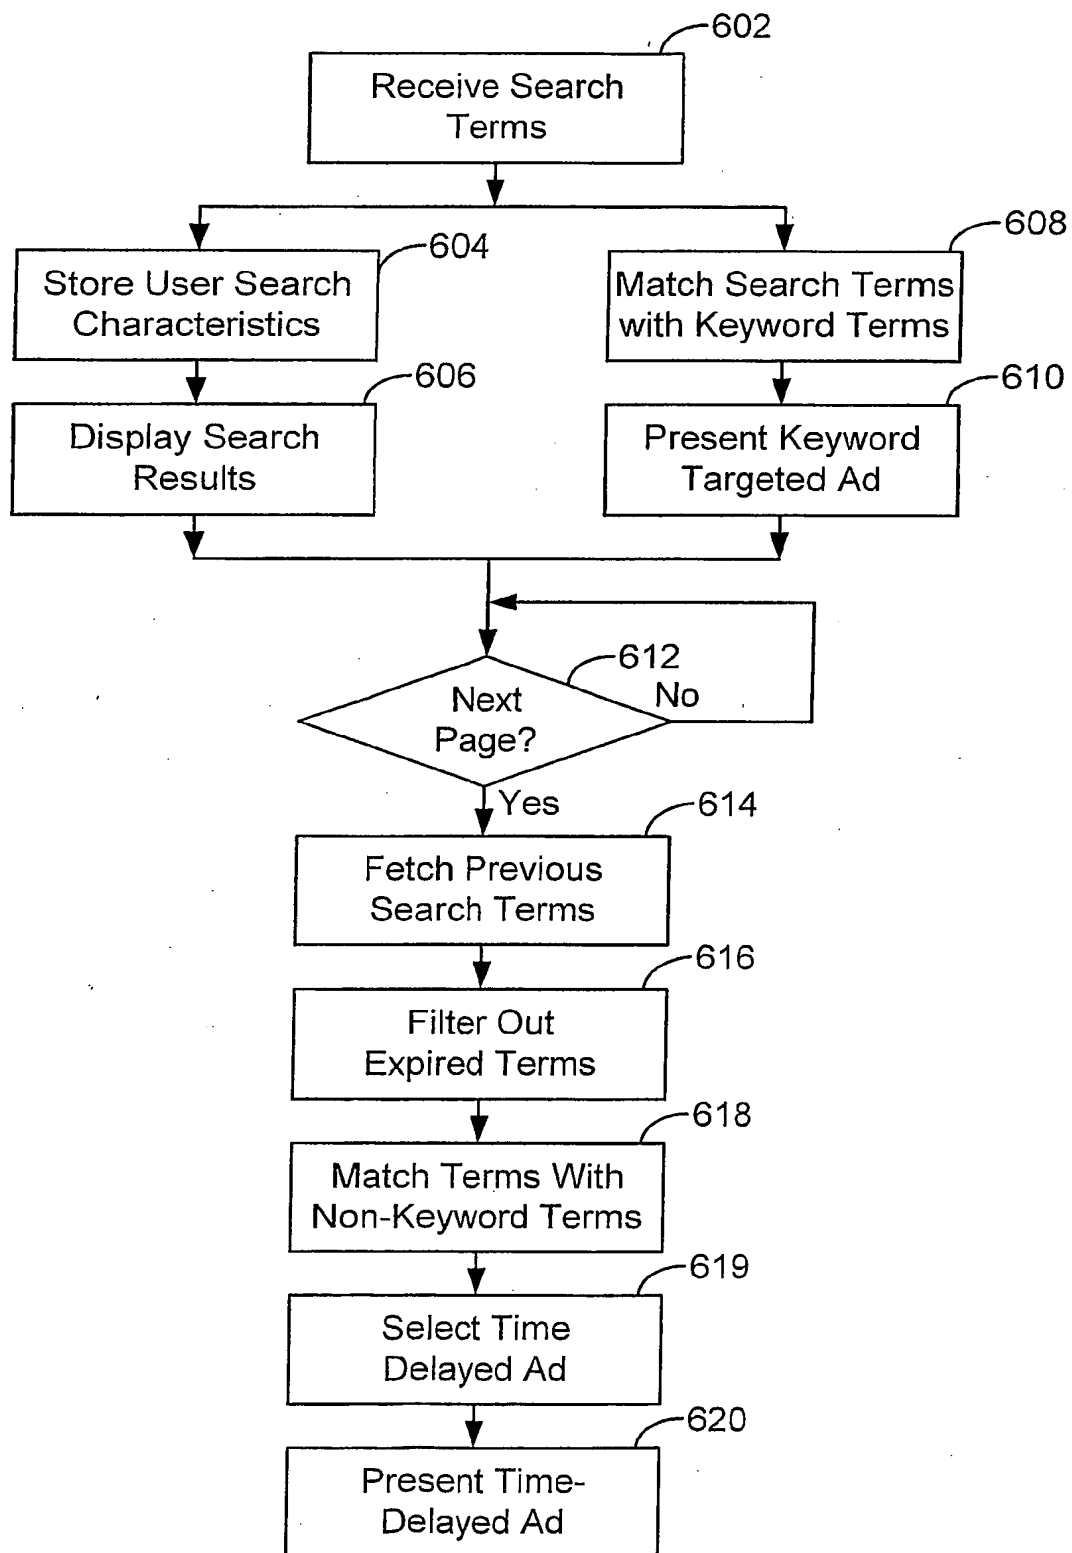 602
Receive Search
Terms
604
Store User Search
Characteristics
608
Match Search Terms
with Keyword Terms
606
Display Search
Results
610
Present Keyword
Targeted Ad
612
Next
Page?
No
Yes
614
Fetch Previous
Search Terms
616
Filter Out
Expired Terms
618
Match Terms With
Non-Keyword Terms
619
Select Time
Delayed Ad
620
Present Time-
Delayed Ad